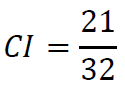 CI = 21/32